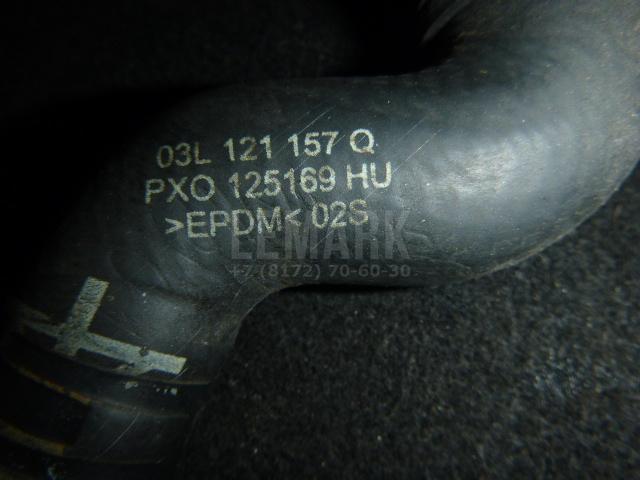 03L 121 157 Q
PXO 125169 HU
>EPDM< 02S
LEMARK
+7 (8172) 70-60-30